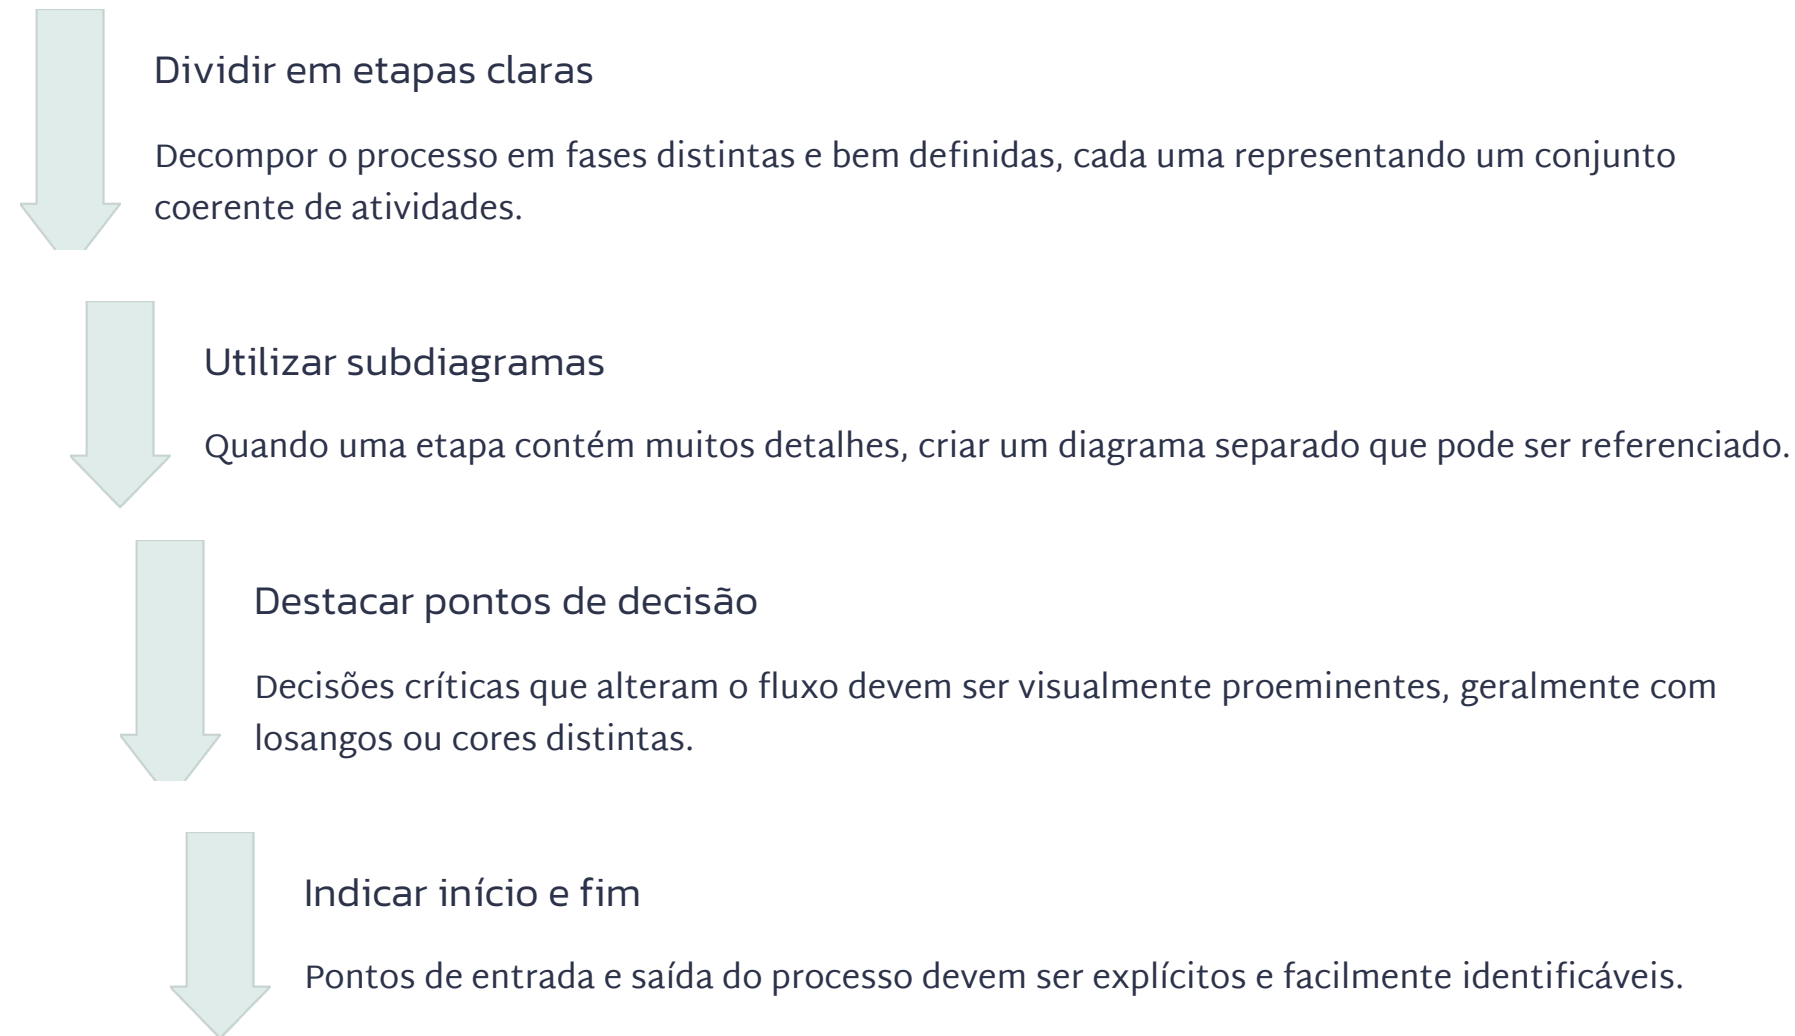 Dividir em etapas claras
Decompor o processo em fases distintas e bem definidas, cada uma representando um conjunto
coerente de atividades.
Utilizar subdiagramas
Quando uma etapa contém muitos detalhes, criar um diagrama separado que pode ser referenciado.
Destacar pontos de decisão
Decisões críticas que alteram o fluxo devem ser visualmente proeminentes, geralmente com
losangos ou cores distintas.
Indicar início e fim
Pontos de entrada e saída do processo devem ser explícitos e facilmente identificáveis.